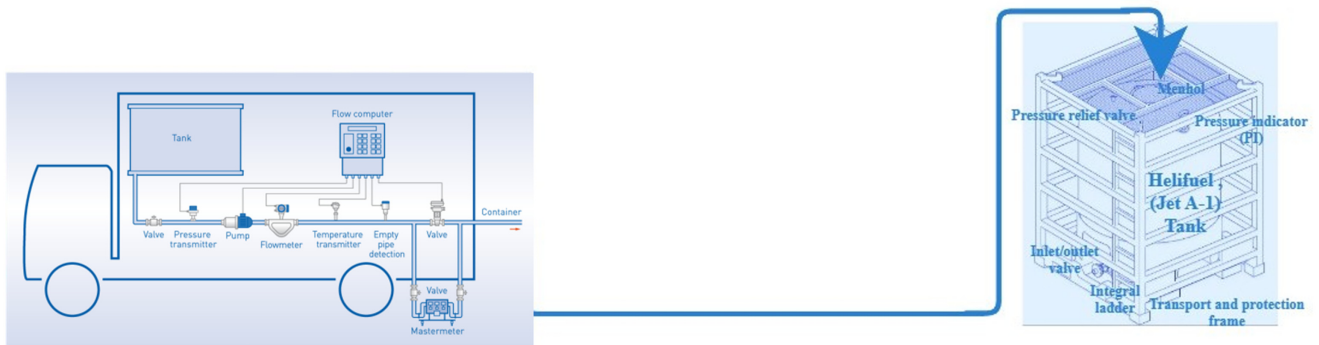 Tank
Flow computer
Valve
Pressure
transmitter
Pump
Flowmeter
Temperature
transmitter
Empty
pipe
detection
Valve
Container
Valve
Mastermeter
Menhol
Pressure relief valve
Pressure indicator
(PI)
Helifuel ,
(Jet A-1)
Tank
Inlet/outlet
valve
Integral
ladder
Transport and protection
frame